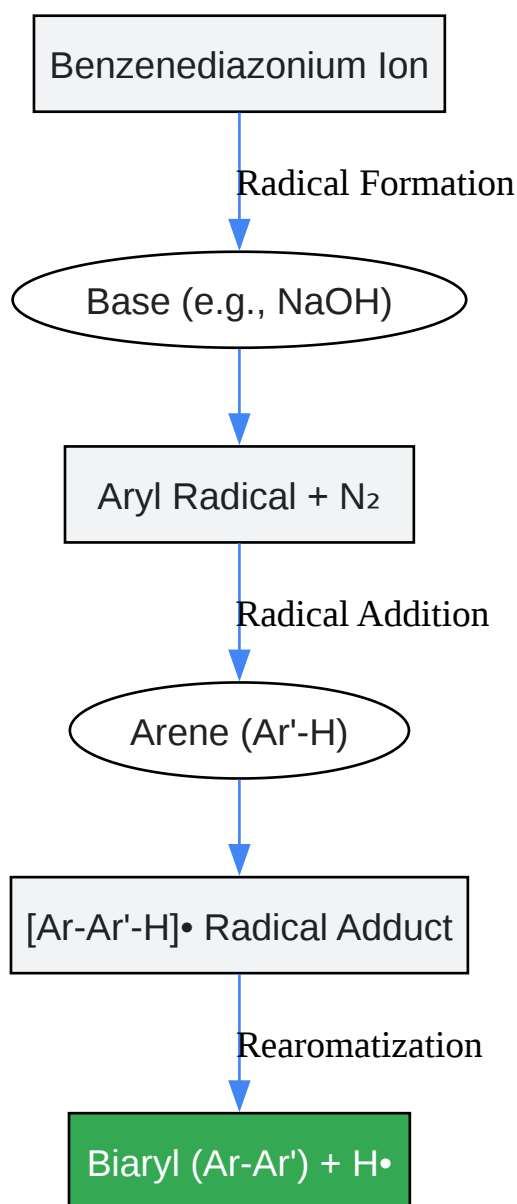 Benzenediazonium Ion
Radical Formation
Base (e.g., NaOH)
Aryl Radical + N₂
Radical Addition
Arene (Ar'-H)
[Ar-Ar'-H]• Radical Adduct
Rearomatization
Biaryl (Ar-Ar') + H•